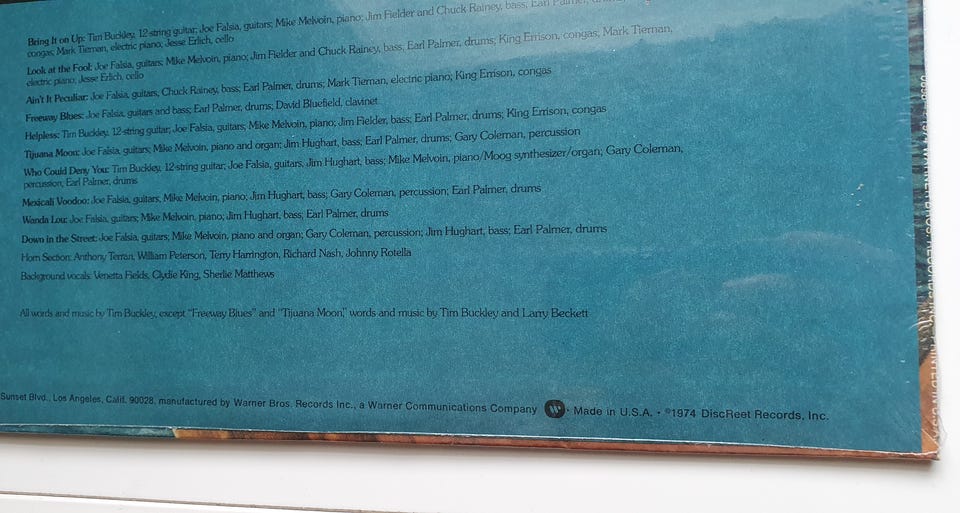 Bring It on Up: Tim Buckley, 12-string guitar; Joe Falsia, guitars; Mike Melvoin, piano; Jim Fielder and Chuck Rainey, bass, Earl Palmer,
congas; Mark Tiernan, electric piano; Jesse Erlich, cello
Look at the Fool: Joe Falsia, guitars; Mike Melvoin, piano; Jim Fielder and Chuck Rainey, bass, Earl Palmer, drums; King Errison, congas; Mark Tiernan,
electric piano; Jesse Erlich, cello
Ain't It Peculiar: Joe Falsia, guitars; Chuck Rainey, bass; Earl Palmer, drums; Mark Tiernan, electric piano; King Errison, congas
Freeway Blues: Joe Falsia, guitars and bass; Earl Palmer, drums; David Bluefield, clavinet
Helpless: Tim Buckley, 12-string guitar; Joe Falsia, guitars; Mike Melvoin, piano; Jim Fielder, bass; Earl Palmer, drums; King Errison, congas
Tijuana Moon: Joe Falsia, guitars; Mike Melvoin, piano and organ; Jim Hughart, bass; Earl Palmer, drums; Gary Coleman, percussion
Who Could Deny You: Tim Buckley, 12-string guitar; Joe Falsia, guitars, Jim Hughart, bass; Mike Melvoin, piano/Moog synthesizer/organ; Gary Coleman,
percussion; Earl Palmer, drums
Mexicali Voodoo: Joe Falsia, guitars, Mike Melvoin, piano; Jim Hughart, bass; Gary Coleman, percussion; Earl Palmer, drums
Wanda Lou: Joe Falsia, guitars; Mike Melvoin, piano; Jim Hughart, bass; Earl Palmer, drums
Down in the Street: Joe Falsia, guitars; Mike Melvoin, piano and organ; Gary Coleman, percussion; Jim Hughart, bass; Earl Palmer, drums
Horn Section: Anthony Terran, William Peterson, Terry Harrington, Richard Nash, Johnny Rotella
Background vocals: Venetta Fields, Clydie King, Sherlie Matthews
All words and music by Tim Buckley, except "Freeway Blues" and "Tijuana Moon," words and music by Tim Buckley and Larry Beckett
Sunset Blvd., Los Angeles, Calif. 90028, manufactured by Warner Bros. Records Inc., a Warner Communications Company W • Made in U.S.A. • ℗1974 DiscReet Records, Inc.
WARNER BROS. RECORDS INC.